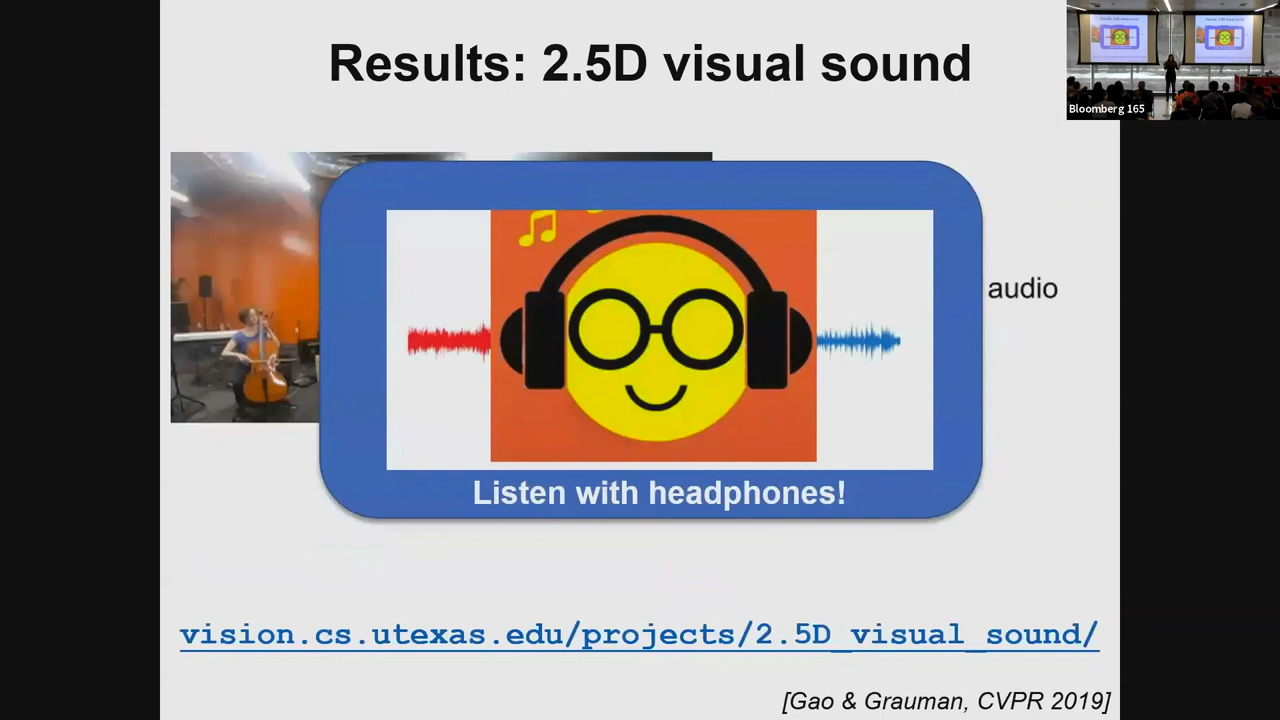 Results: 2.5D visual sound
Bloomberg 165
audio
Listen with headphones!
vision.cs.utexas.edu/projects/2.5D_visual_sound/
[Gao & Grauman, CVPR 2019]